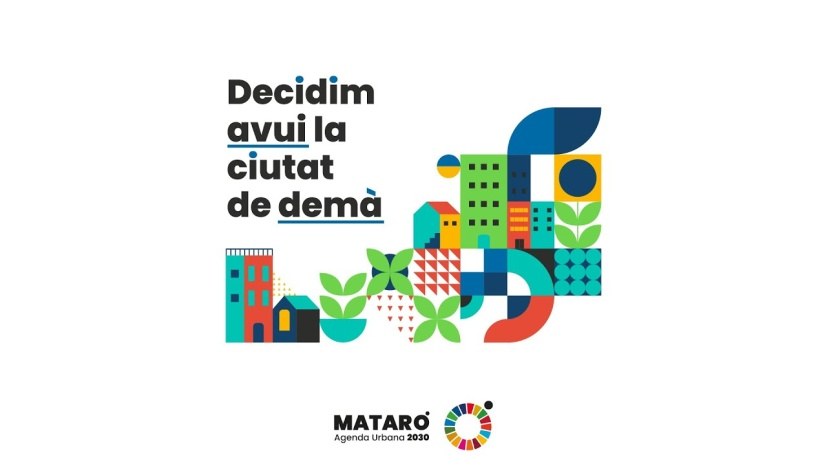 Decidim
avui la
ciutat
de demà
MATARÓ
Agenda Urbana 2030